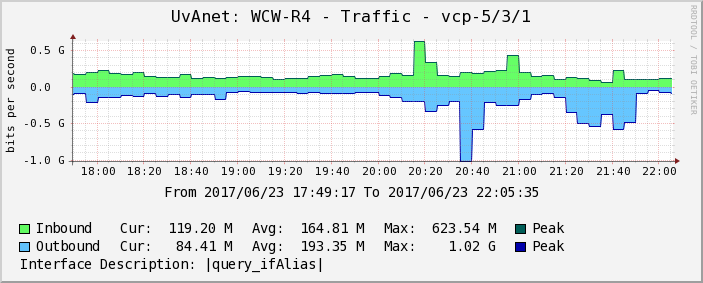 UvAnet: WCW-R4 - Traffic - vcp-5/3/1
RRDTOOL / TOBI OETIKER
bits per second
0.5 G
0.0
-0.5 G
-1.0 G
18:00 18:20 18:40 19:00 19:20 19:40 20:00 20:20 20:40 21:00 21:20 21:40 22:00
From 2017/06/23 17:49:17 To 2017/06/23 22:05:35
Inbound Cur: 119.20 M Avg: 164.81 M Max: 623.54 M Peak
Outbound Cur: 84.41 M Avg: 193.35 M Max: 1.02 G Peak
Interface Description: |query_ifAlias|